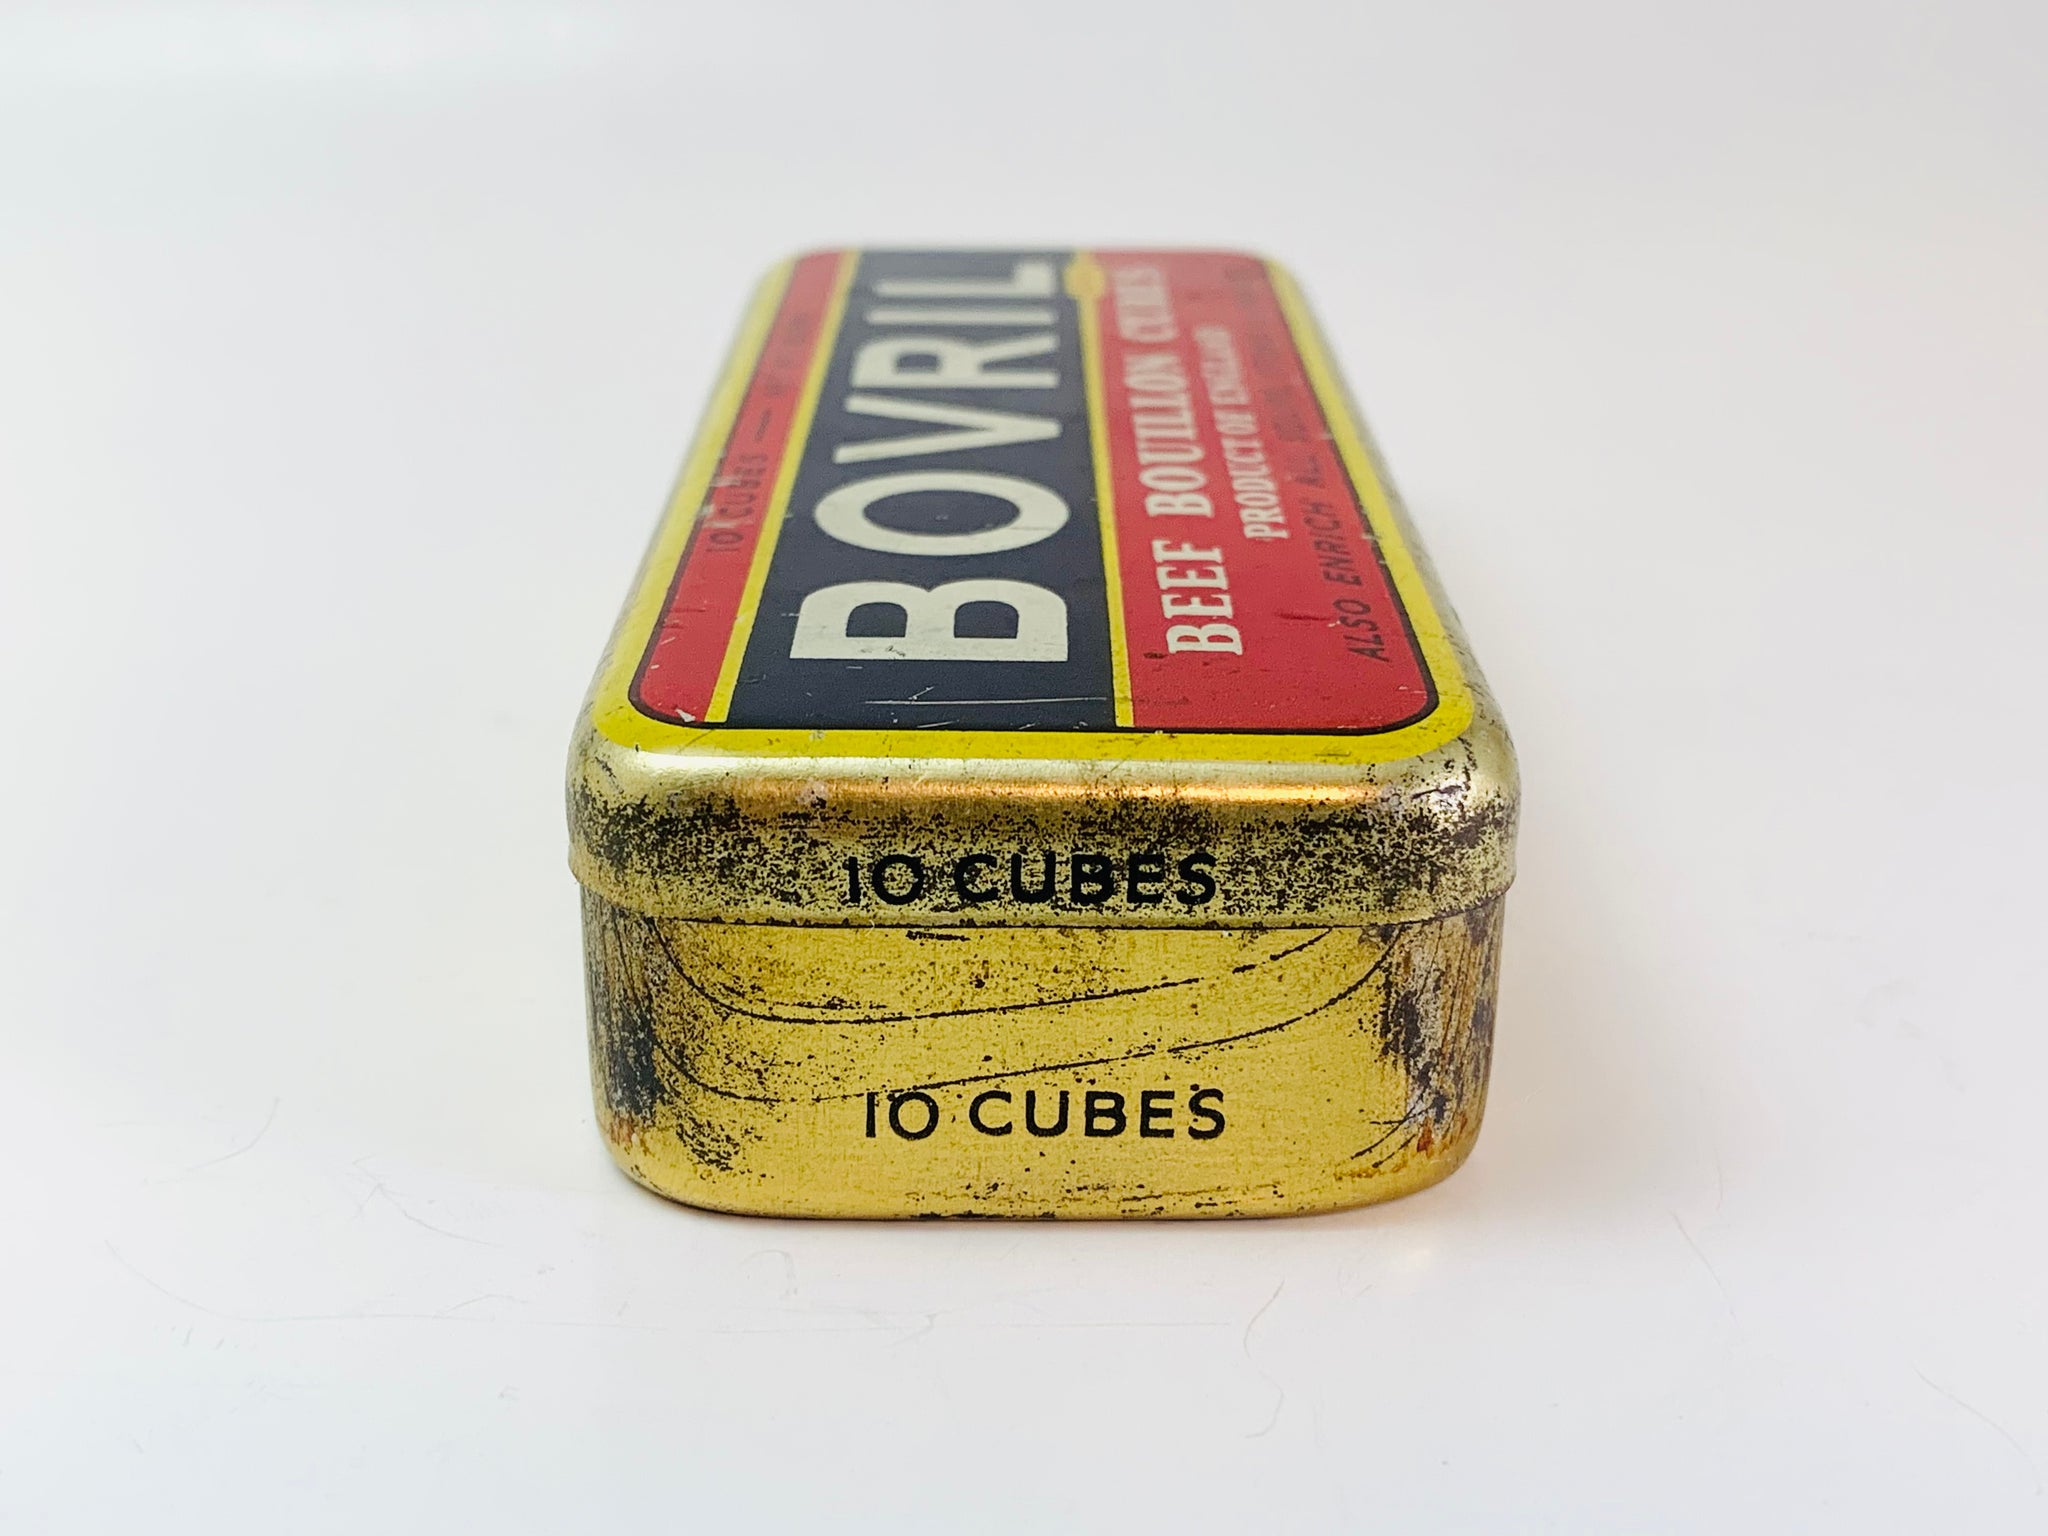 10 CUBES —
BOVRIL
BEEF BOUILLON CUBES
PRODUCT OF ENGLAND
ALSO ENRICH ALL
10 CUBES
10 CUBES